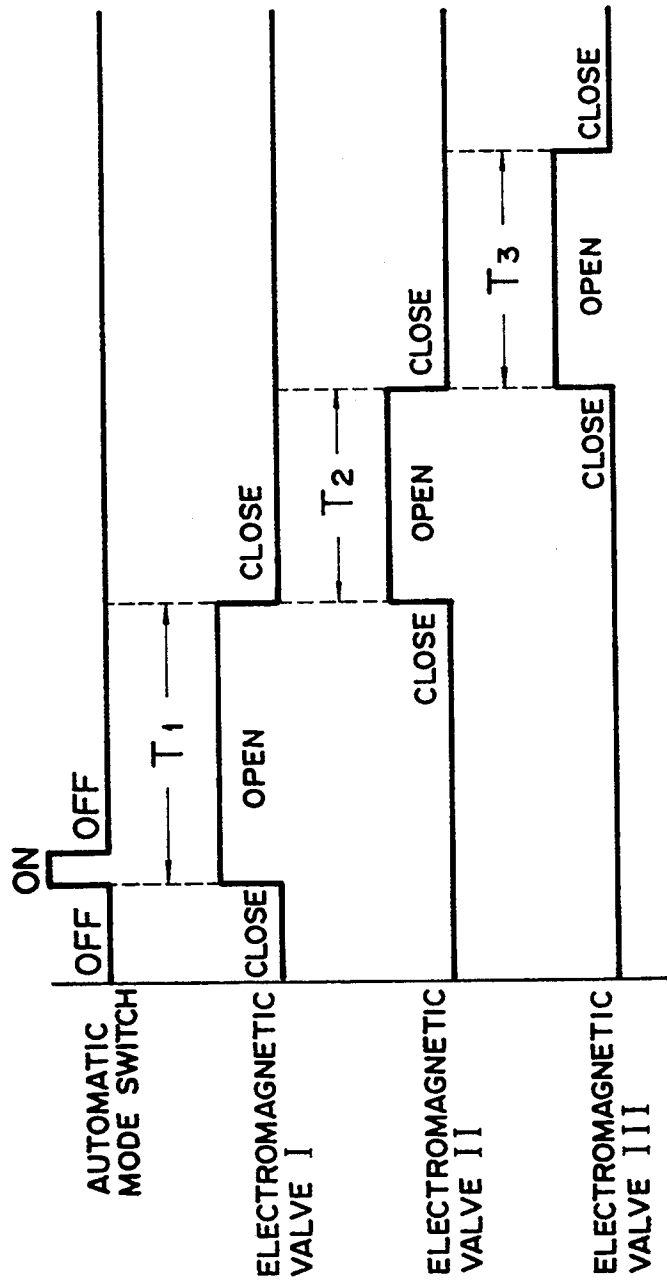 ON
OFF OFF
AUTOMATIC
MODE SWITCH
T1
CLOSE OPEN CLOSE
ELECTROMAGNETIC
VALVE I
T2
CLOSE OPEN CLOSE
ELECTROMAGNETIC
VALVE II
T3
CLOSE OPEN CLOSE
ELECTROMAGNETIC
VALVE III